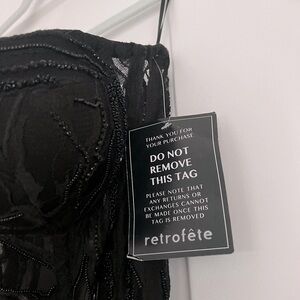 THANK YOU FOR
YOUR PURCHASE
DO NOT
REMOVE
THIS TAG
PLEASE NOTE THAT
ANY RETURNS OR
EXCHANGES CANNOT
BE MADE ONCE THIS
TAG IS REMOVED
retrofête